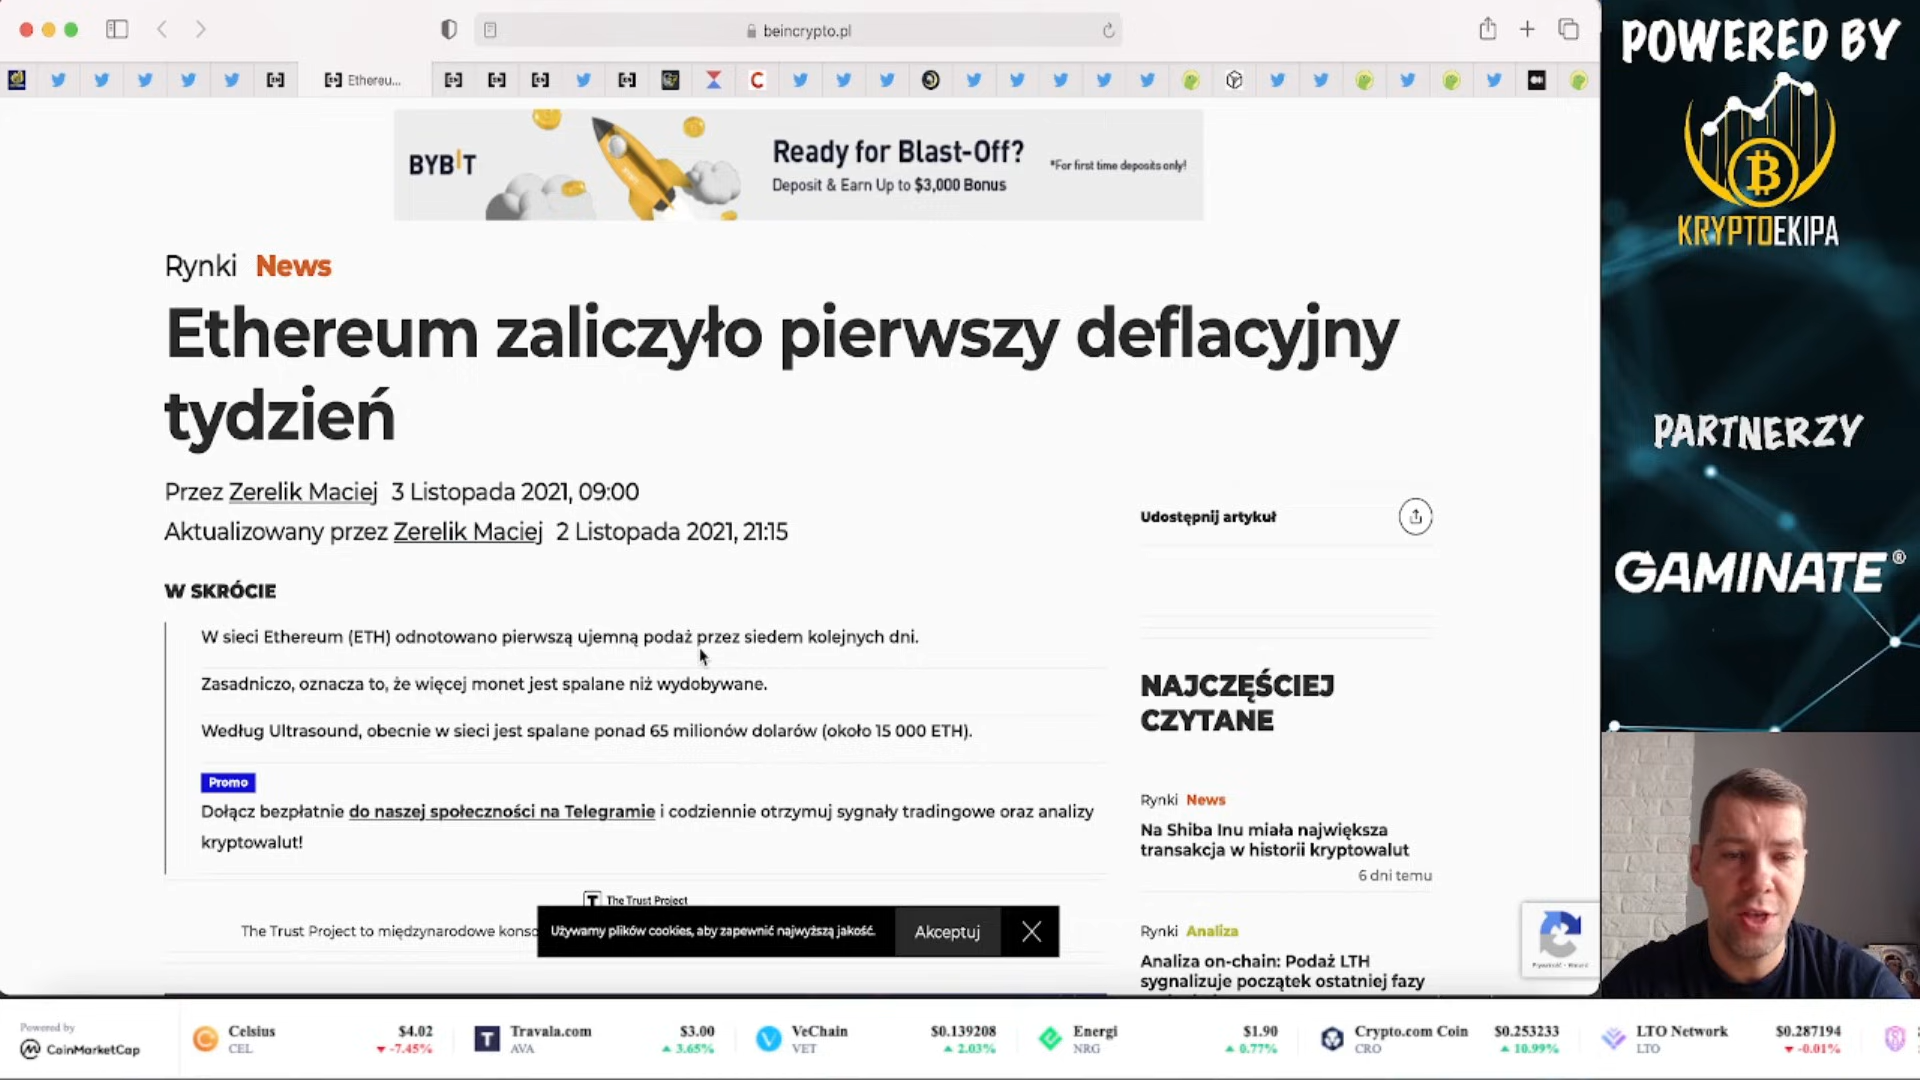 beincrypto.pl
Ethereu...
BYBIT
Ready for Blast-Off?
Deposit & Earn Up to $3,000 Bonus
*For first time deposits only!
Rynki News
Ethereum zaliczyło pierwszy deflacyjny
tydzień
Przez Zerelik Maciej 3 Listopada 2021, 09:00
Aktualizowany przez Zerelik Maciej 2 Listopada 2021, 21:15
W SKRÓCIE
W sieci Ethereum (ETH) odnotowano pierwszą ujemną podaż przez siedem kolejnych dni.
Zasadniczo, oznacza to, że więcej monet jest spalane niż wydobywane.
Według Ultrasound, obecnie w sieci jest spalane ponad 65 milionów dolarów (około 15 000 ETH).
Promo
Dołącz bezpłatnie do naszej społeczności na Telegramie i codziennie otrzymuj sygnały tradingowe oraz analizy
kryptowalut!
The Trust Project
The Trust Project to międzynarodowe
Używamy plików cookies, aby zapewnić najwyższą jakość.
Akceptuj
Udostępnij artykuł
NAJCZĘŚCIEJ
CZYTANE
Rynki News
Na Shiba Inu miała największa
transakcja w historii kryptowalut
6 dni temu
Rynki Analiza
Analiza on-chain: Podaż LTH
sygnalizuje początek ostatniej fazy
POWERED BY
KRYPTOEKIPA
PARTNERZY
GAMINATE®
Powered by
CoinMarketCap
Celsius $4.02
CEL -7.45%
Travala.com $3.00
AVA 3.65%
VeChain $0.139208
VET 2.03%
Energi $1.90
NRG 0.77%
Crypto.com Coin $0.253233
CRO 10.99%
LTO Network $0.287194
LTO -0.01%